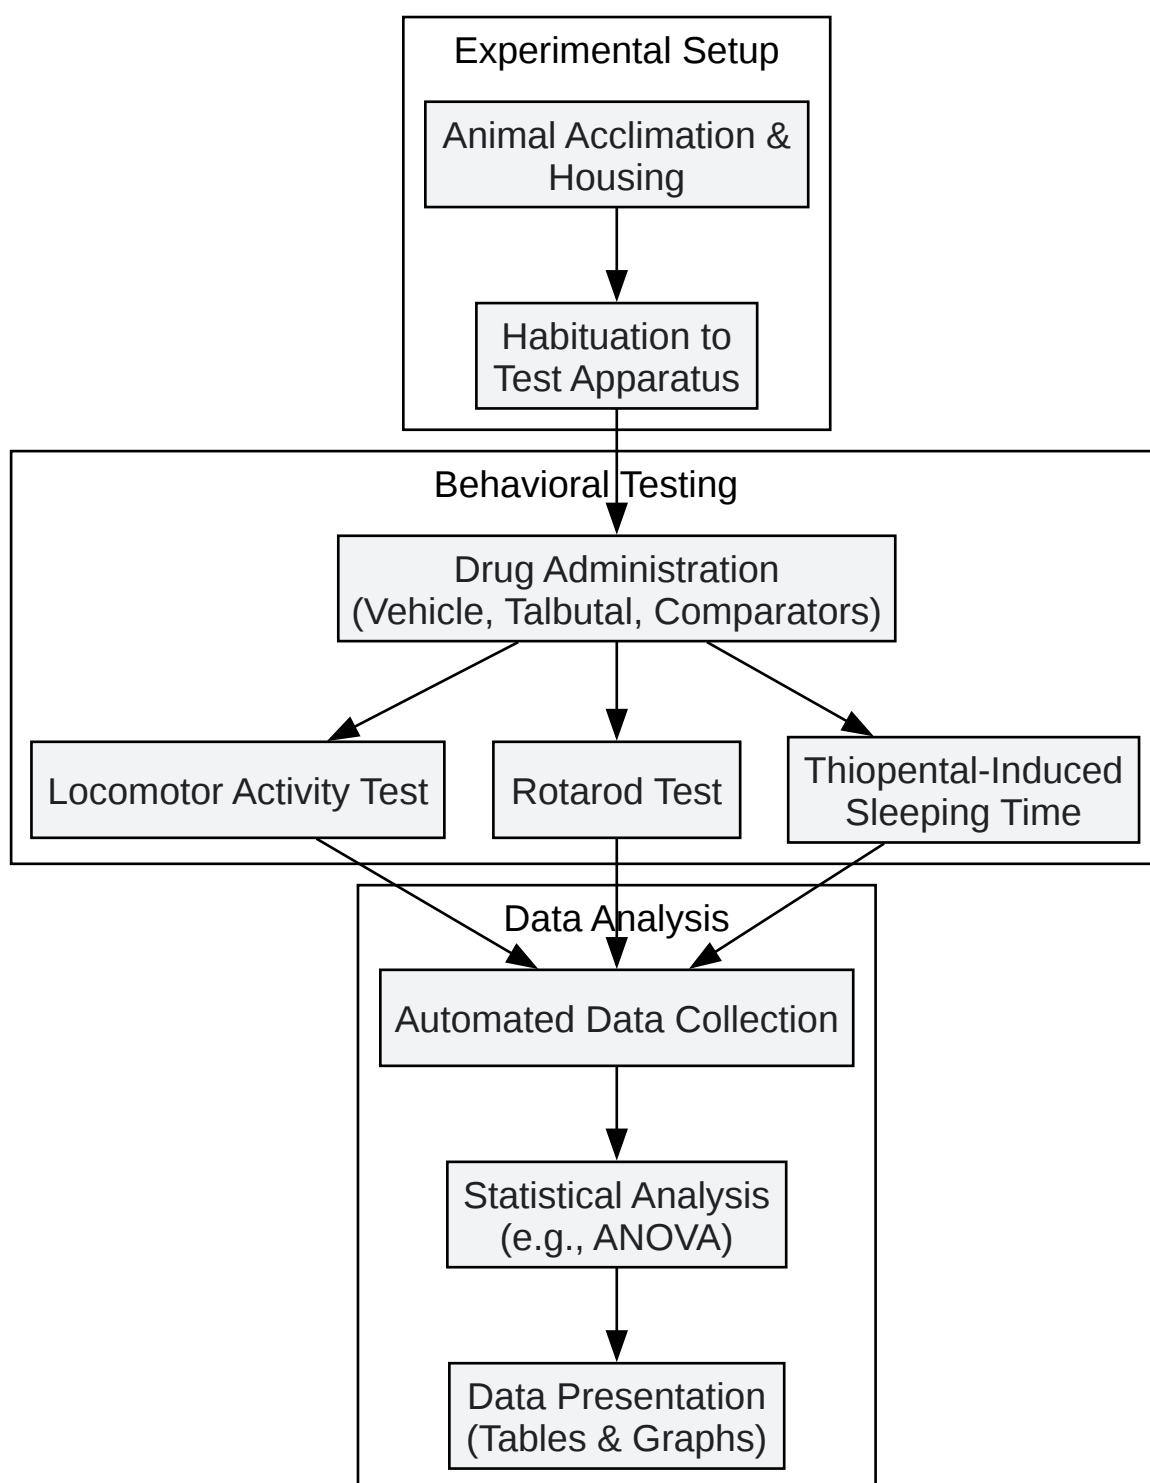 Experimental Setup
Animal Acclimation &
Housing
Habituation to
Test Apparatus
Behavioral Testing
Drug Administration
(Vehicle, Talbutal, Comparators)
Locomotor Activity Test
Rotarod Test
Thiopental-Induced
Sleeping Time
Data Analysis
Automated Data Collection
Statistical Analysis
(e.g., ANOVA)
Data Presentation
(Tables & Graphs)